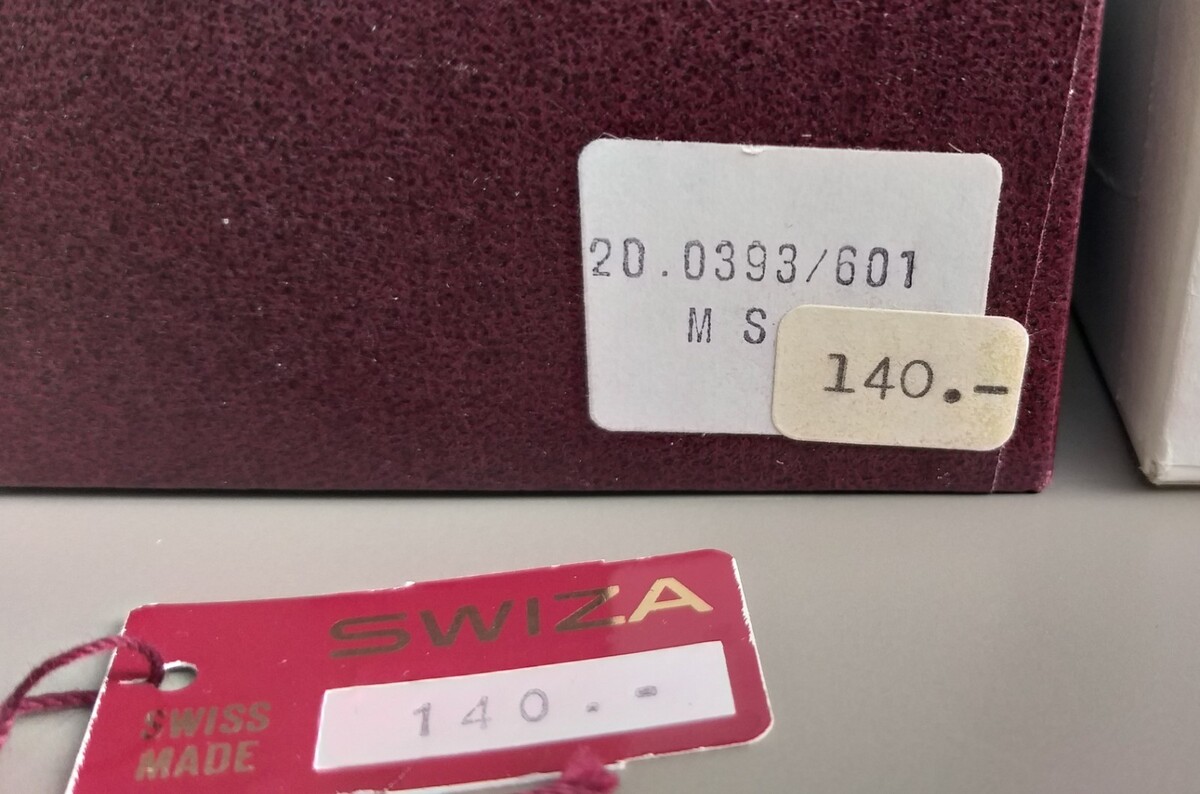 20.0393/601
M S
140.-
SWIZA
140.-
SWISS
MADE